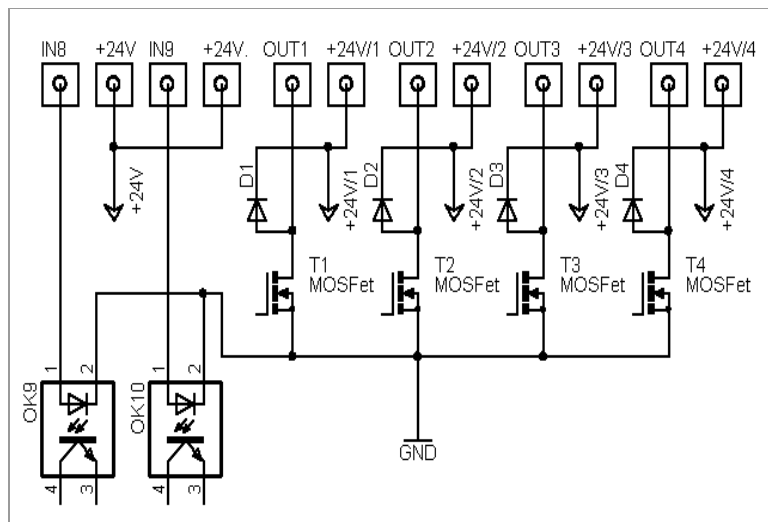 IN8 +24V IN9 +24V. OUT1 +24V/1 OUT2 +24V/2 OUT3 +24V/3 OUT4 +24V/4
D1 D2 D3 D4
+24V +24V/1 +24V/2 +24V/3 +24V/4
T1 T2 T3 T4
MOSFet MOSFet MOSFet MOSFet
1 2 1 2
OK9 OK10
GND
4 3 4 3